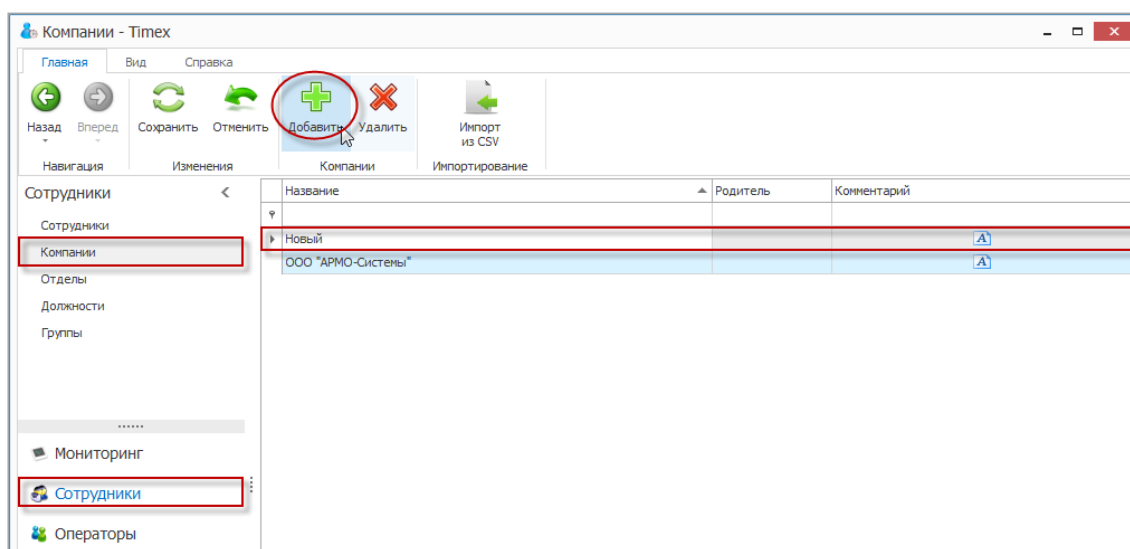 Компании - Timex
Главная Вид Справка
Назад Вперед Сохранить Отменить Добавить Удалить Импорт из CSV
Навигация Изменения Компании Импортирование
Сотрудники
Название Родитель Комментарий
Сотрудники
Новый
Компании
ООО "АРМО-Системы"
Отделы
Должности
Группы
Мониторинг
Сотрудники
Операторы